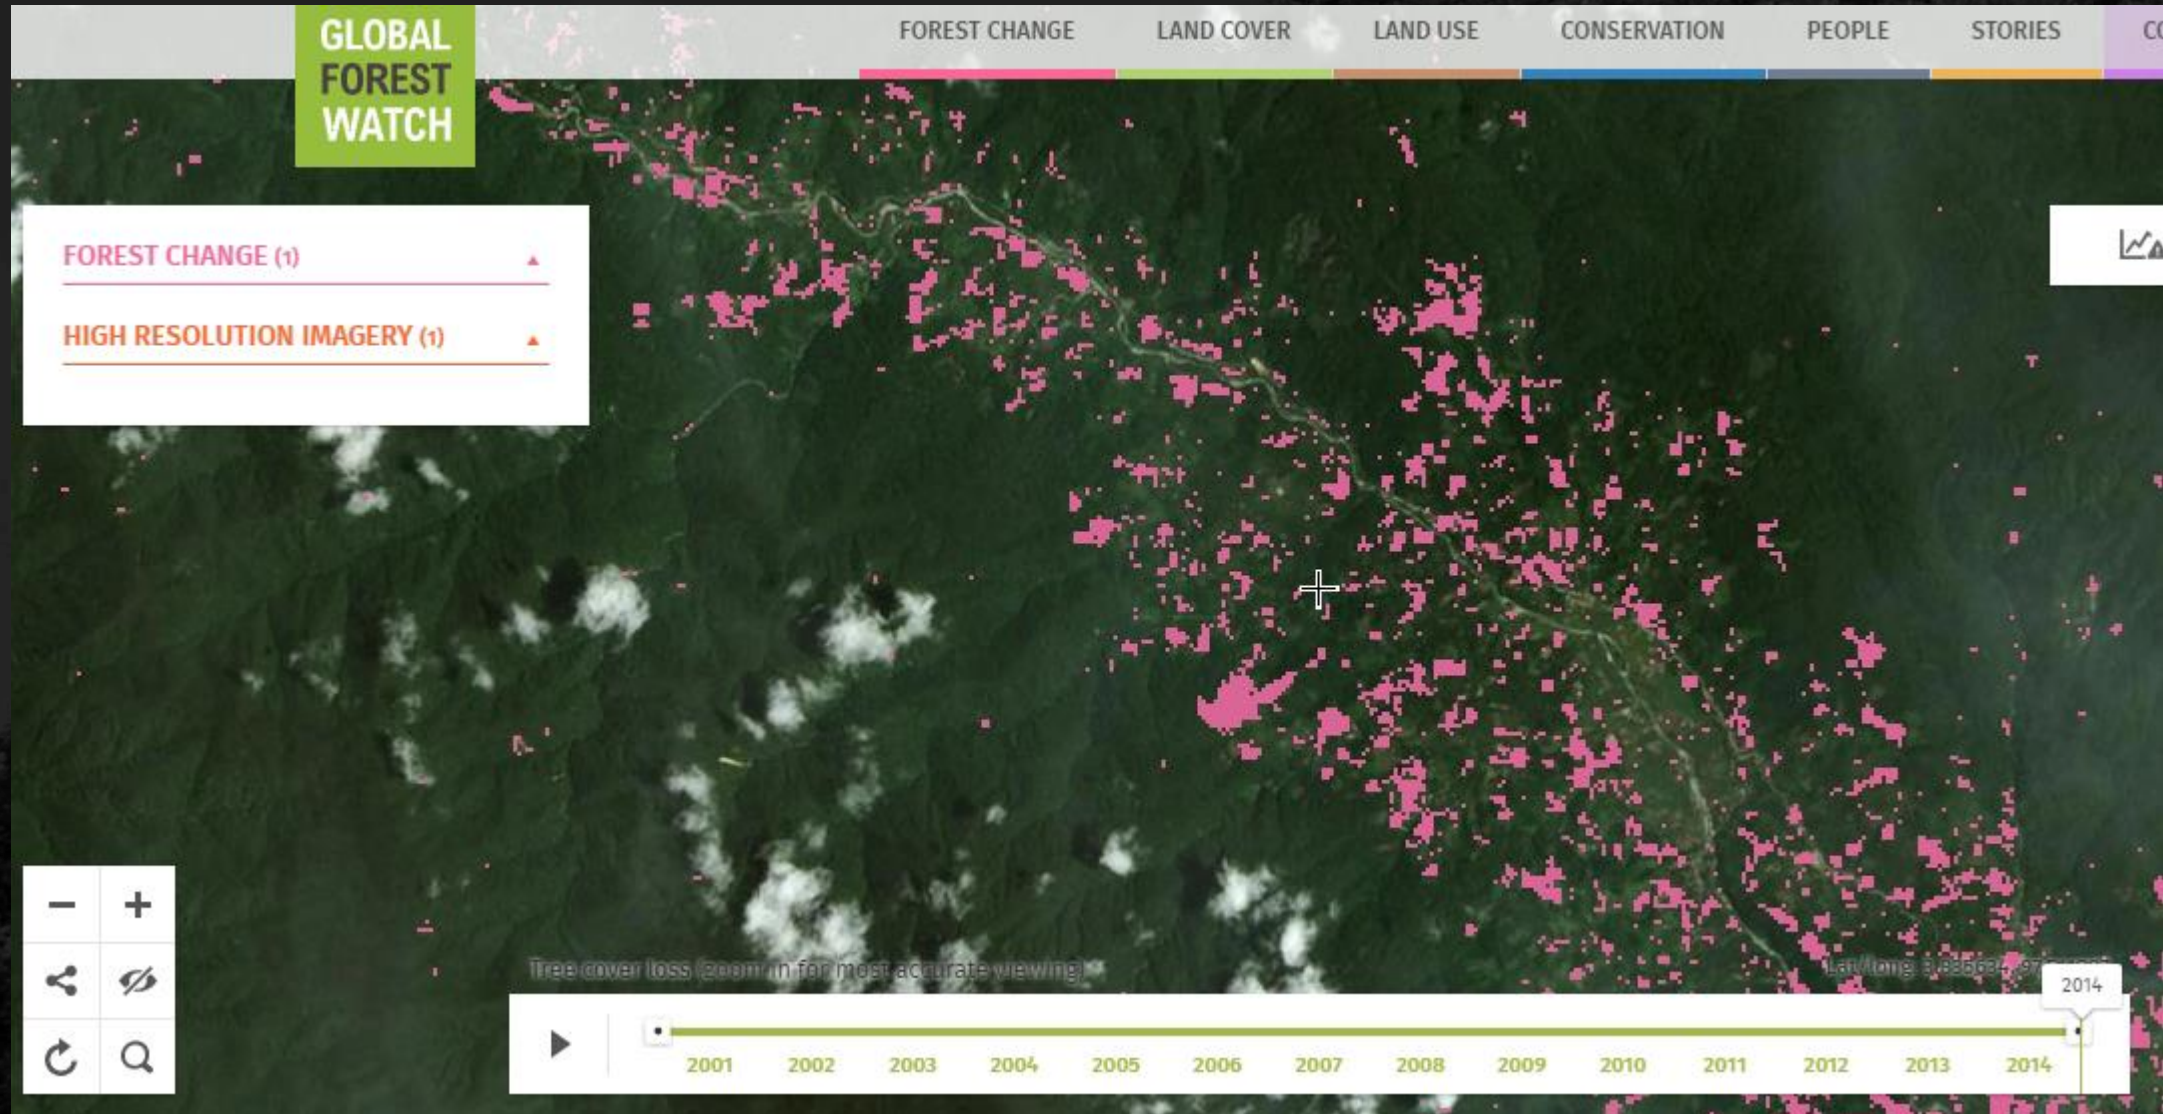 GLOBAL
FOREST
WATCH
FOREST CHANGE
LAND COVER
LAND USE
CONSERVATION
PEOPLE
STORIES
FOREST CHANGE (1)
HIGH RESOLUTION IMAGERY (1)
Tree cover loss (zoom in for most accurate viewing)
Lat/long:
2014
2001 2002 2003 2004 2005 2006 2007 2008 2009 2010 2011 2012 2013 2014